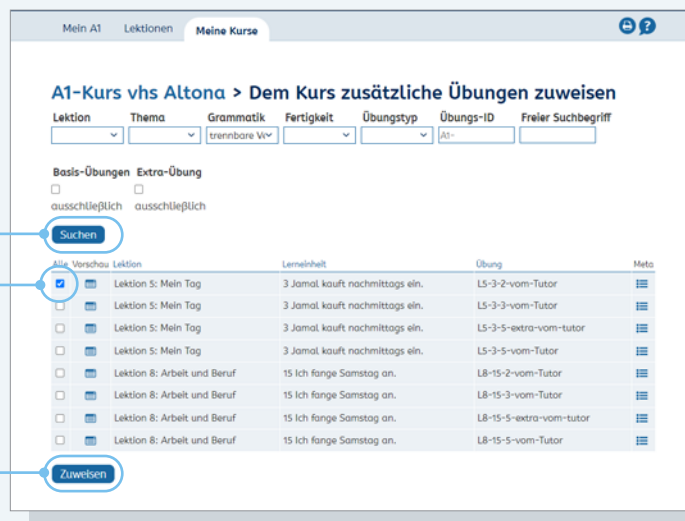 Mein A1 Lektionen Meine Kurse
A1-Kurs vhs Altona > Dem Kurs zusätzliche Übungen zuweisen
Lektion Thema Grammatik Fertigkeit Übungstyp Übungs-ID Freier Suchbegriff
trennbare Ve A1-
Basis-Übungen Extra-Übung
ausschließlich ausschließlich
Suchen
Alle Vorschau Lektion Lerneinheit Übung Meta
Lektion 5: Mein Tag 3 Jamal kauft nachmittags ein. L5-3-2-vom-Tutor
Lektion 5: Mein Tag 3 Jamal kauft nachmittags ein. L5-3-3-vom-Tutor
Lektion 5: Mein Tag 3 Jamal kauft nachmittags ein. L5-3-5-extra-vom-tutor
Lektion 5: Mein Tag 3 Jamal kauft nachmittags ein. L5-3-5-vom-Tutor
Lektion 8: Arbeit und Beruf 15 Ich fange Samstag an. L8-15-2-vom-Tutor
Lektion 8: Arbeit und Beruf 15 Ich fange Samstag an. L8-15-3-vom-Tutor
Lektion 8: Arbeit und Beruf 15 Ich fange Samstag an. L8-15-5-extra-vom-tutor
Lektion 8: Arbeit und Beruf 15 Ich fange Samstag an. L8-15-5-vom-Tutor
Zuweisen